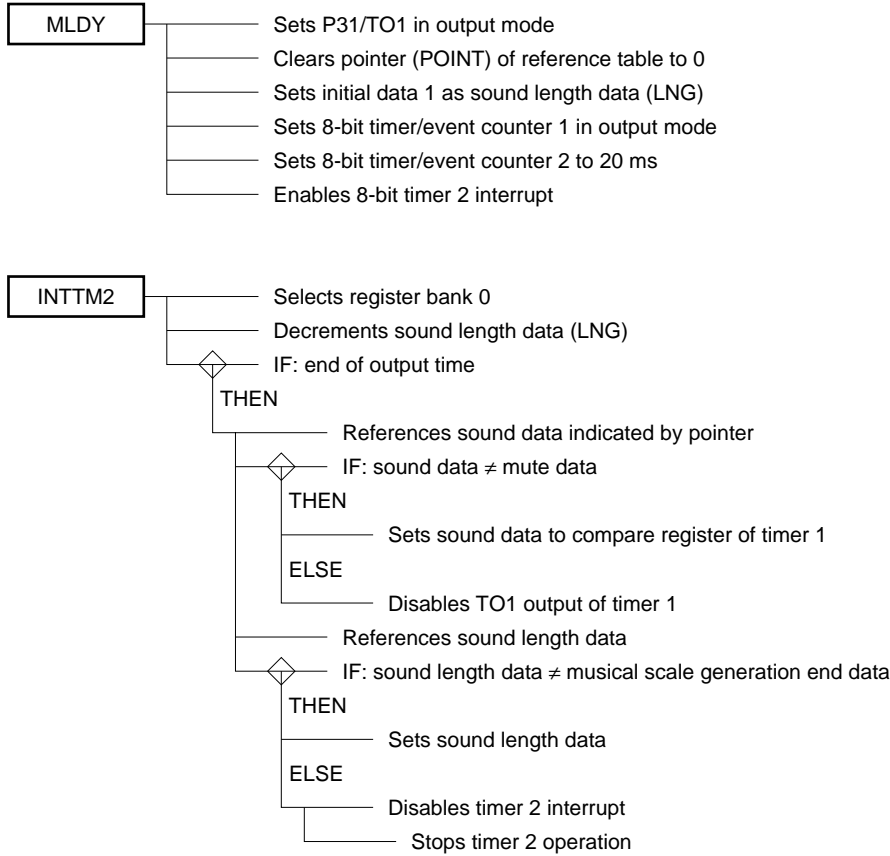 MLDY
Sets P31/TO1 in output mode
Clears pointer (POINT) of reference table to 0
Sets initial data 1 as sound length data (LNG)
Sets 8-bit timer/event counter 1 in output mode
Sets 8-bit timer/event counter 2 to 20 ms
Enables 8-bit timer 2 interrupt
INTTM2
Selects register bank 0
Decrements sound length data (LNG)
IF: end of output time
THEN
References sound data indicated by pointer
IF: sound data ≠ mute data
THEN
Sets sound data to compare register of timer 1
ELSE
Disables TO1 output of timer 1
References sound length data
IF: sound length data ≠ musical scale generation end data
THEN
Sets sound length data
ELSE
Disables timer 2 interrupt
Stops timer 2 operation